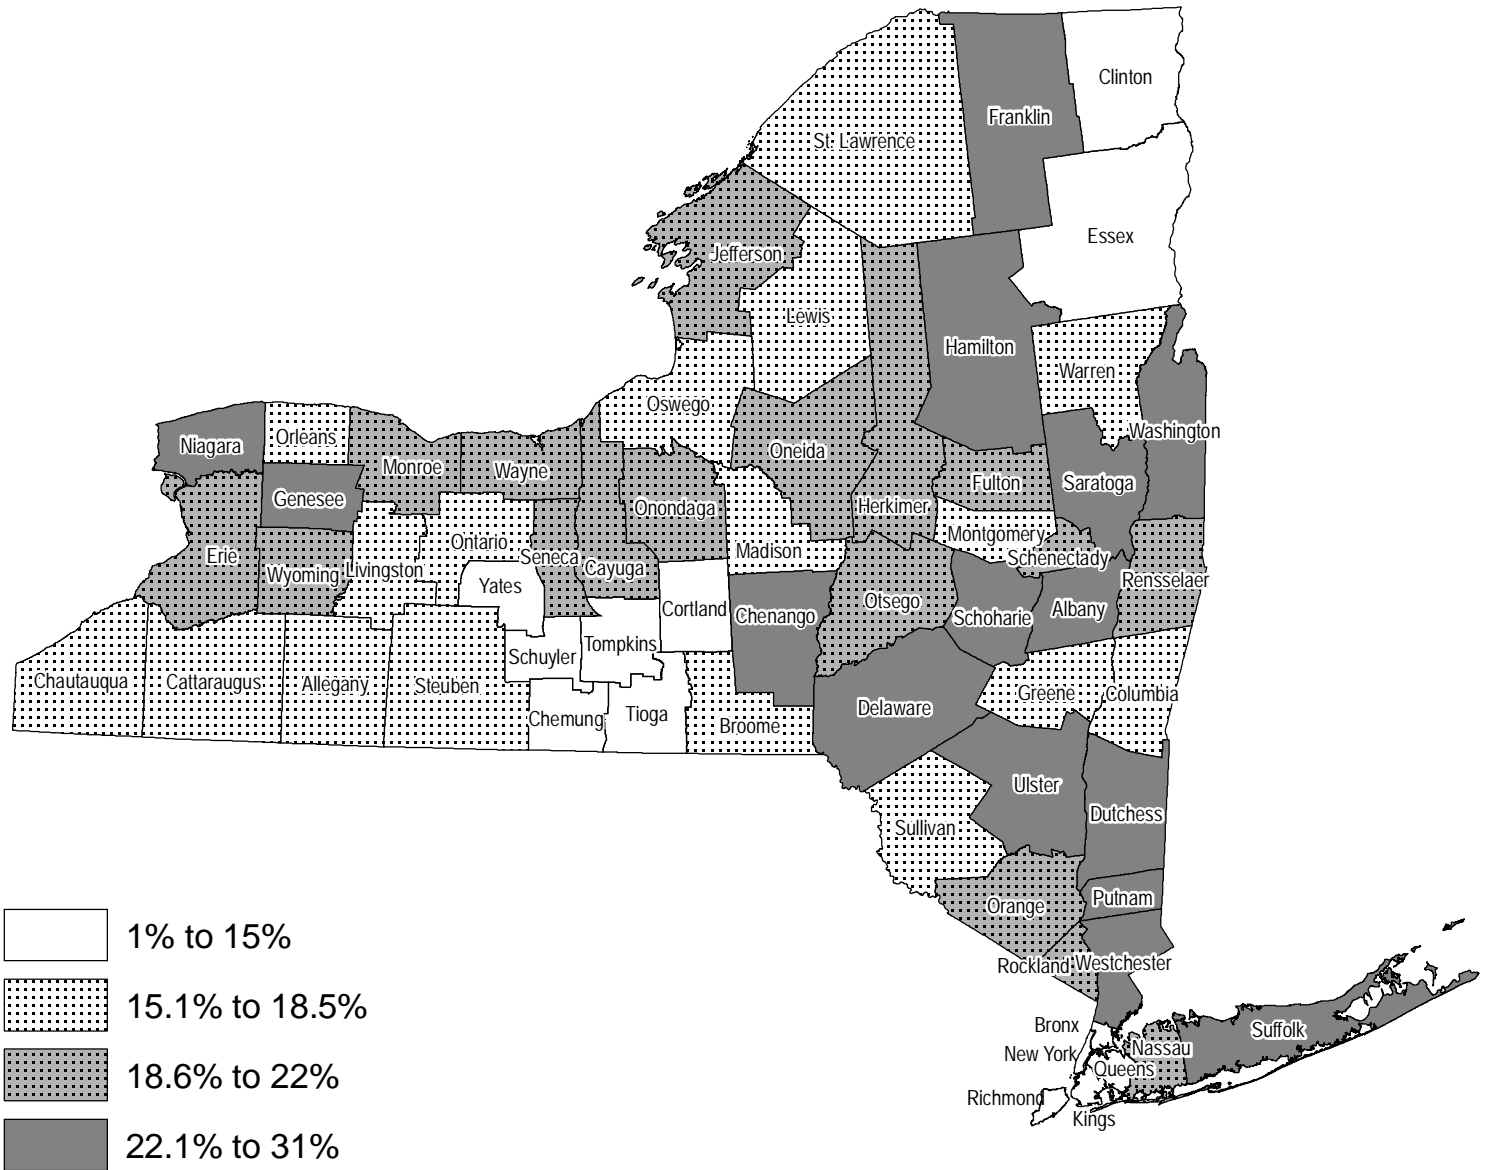 Clinton
Franklin
St. Lawrence
Essex
Jefferson
Lewis
Hamilton
Warren
Oswego
Washington
Orleans
Niagara
Oneida
Monroe
Wayne
Fulton
Saratoga
Genesee
Herkimer
Onondaga
Montgomery
Ontario
Madison
Erie
Seneca
Schenectady
Cayuga
Livingston
Wyoming
Rensselaer
Yates
Otsego
Cortland
Albany
Chenango
Schoharie
Tompkins
Schuyler
Chautauqua
Cattaraugus
Allegany
Steuben
Greene
Columbia
Delaware
Tioga
Chemung
Broome
Ulster
Dutchess
Sullivan
Putnam
Orange
1% to 15%
Rockland
Westchester
15.1% to 18.5%
Bronx
Suffolk
Nassau
New York
Queens
18.6% to 22%
Richmond
Kings
22.1% to 31%